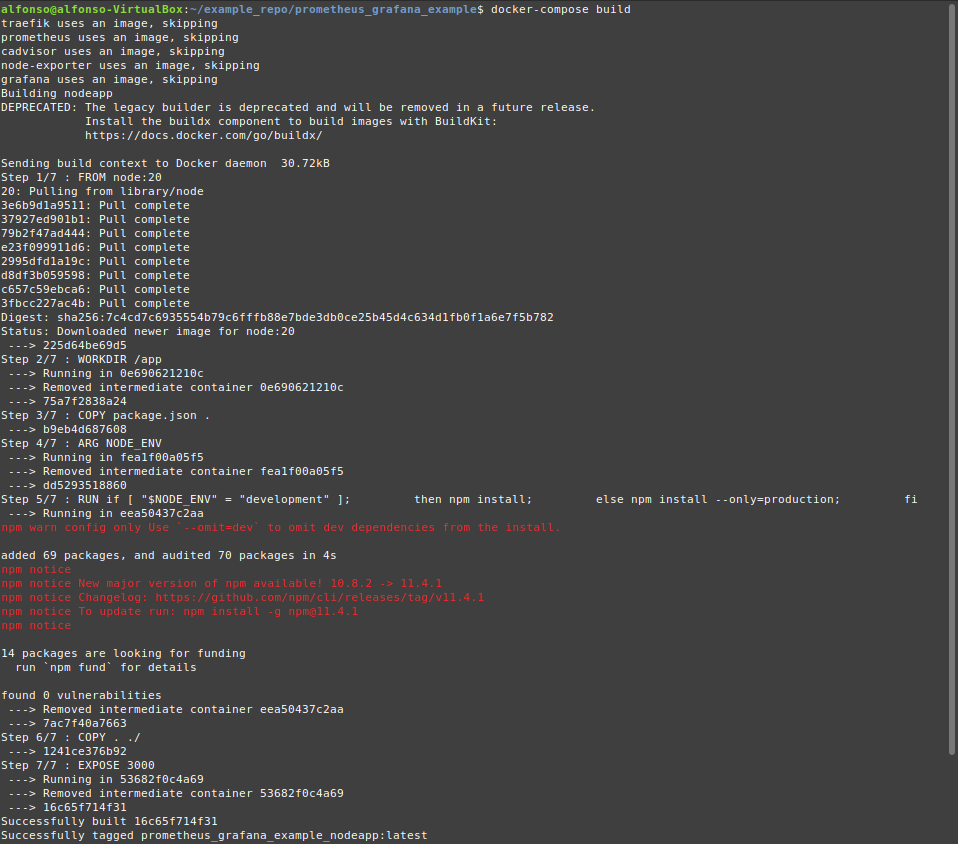 alfonso@alfonso-VirtualBox:~/example_repo/prometheus_grafana_example$ docker-compose build
traefik uses an image, skipping
prometheus uses an image, skipping
cadvisor uses an image, skipping
node-exporter uses an image, skipping
grafana uses an image, skipping
Building nodeapp
DEPRECATED: The legacy builder is deprecated and will be removed in a future release.
            Install the buildx component to build images with BuildKit:
            https://docs.docker.com/go/buildx/

Sending build context to Docker daemon  30.72kB
Step 1/7 : FROM node:20
20: Pulling from library/node
3e6b9d1a9511: Pull complete
37927ed901b1: Pull complete
79b2f47ad444: Pull complete
e23f099911d6: Pull complete
2995dfd1a19c: Pull complete
d8df3b059598: Pull complete
c657c59ebca6: Pull complete
3fbcc227ac4b: Pull complete
Digest: sha256:7c4cd7c6935554b79c6fffb88e7bde3db0ce25b45d4c634d1fb0f1a6e7f5b782
Status: Downloaded newer image for node:20
 ---> 225d64be69d5
Step 2/7 : WORKDIR /app
 ---> Running in 0e690621210c
 ---> Removed intermediate container 0e690621210c
 ---> 75a7f2838a24
Step 3/7 : COPY package.json .
 ---> b9eb4d687608
Step 4/7 : ARG NODE_ENV
 ---> Running in fea1f00a05f5
 ---> Removed intermediate container fea1f00a05f5
 ---> dd5293518860
Step 5/7 : RUN if [ "$NODE_ENV" = "development" ];         then npm install;         else npm install --only=production;         fi
 ---> Running in eea50437c2aa
npm warn config only Use `--omit=dev` to omit dev dependencies from the install.

added 69 packages, and audited 70 packages in 4s
npm notice
npm notice New major version of npm available! 10.8.2 -> 11.4.1
npm notice Changelog: https://github.com/npm/cli/releases/tag/v11.4.1
npm notice To update run: npm install -g npm@11.4.1
npm notice

14 packages are looking for funding
  run `npm fund` for details

found 0 vulnerabilities
 ---> Removed intermediate container eea50437c2aa
 ---> 7ac7f40a7663
Step 6/7 : COPY . ./
 ---> 1241ce376b92
Step 7/7 : EXPOSE 3000
 ---> Running in 53682f0c4a69
 ---> Removed intermediate container 53682f0c4a69
 ---> 16c65f714f31
Successfully built 16c65f714f31
Successfully tagged prometheus_grafana_example_nodeapp:latest